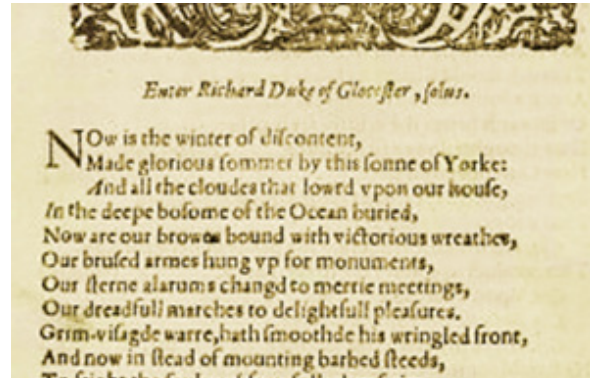 Enter Richard Duke of Glocester, ſolus.
NOw is the winter of diſcontent,
Made glorious ſommer by this ſonne of Yorke:
And all the cloudes that lowrd vpon our houſe,
In the deepe boſome of the Ocean buried,
Now are our browes bound with victorious wreathes,
Our bruſed armes hung vp for monuments,
Our ſterne alarums changd to merrie meetings,
Our dreadfull marches to delightfull pleaſures.
Grim-viſagde warre, hath ſmoothde his wringled front,
And now in ſtead of mounting barbed ſteeds,